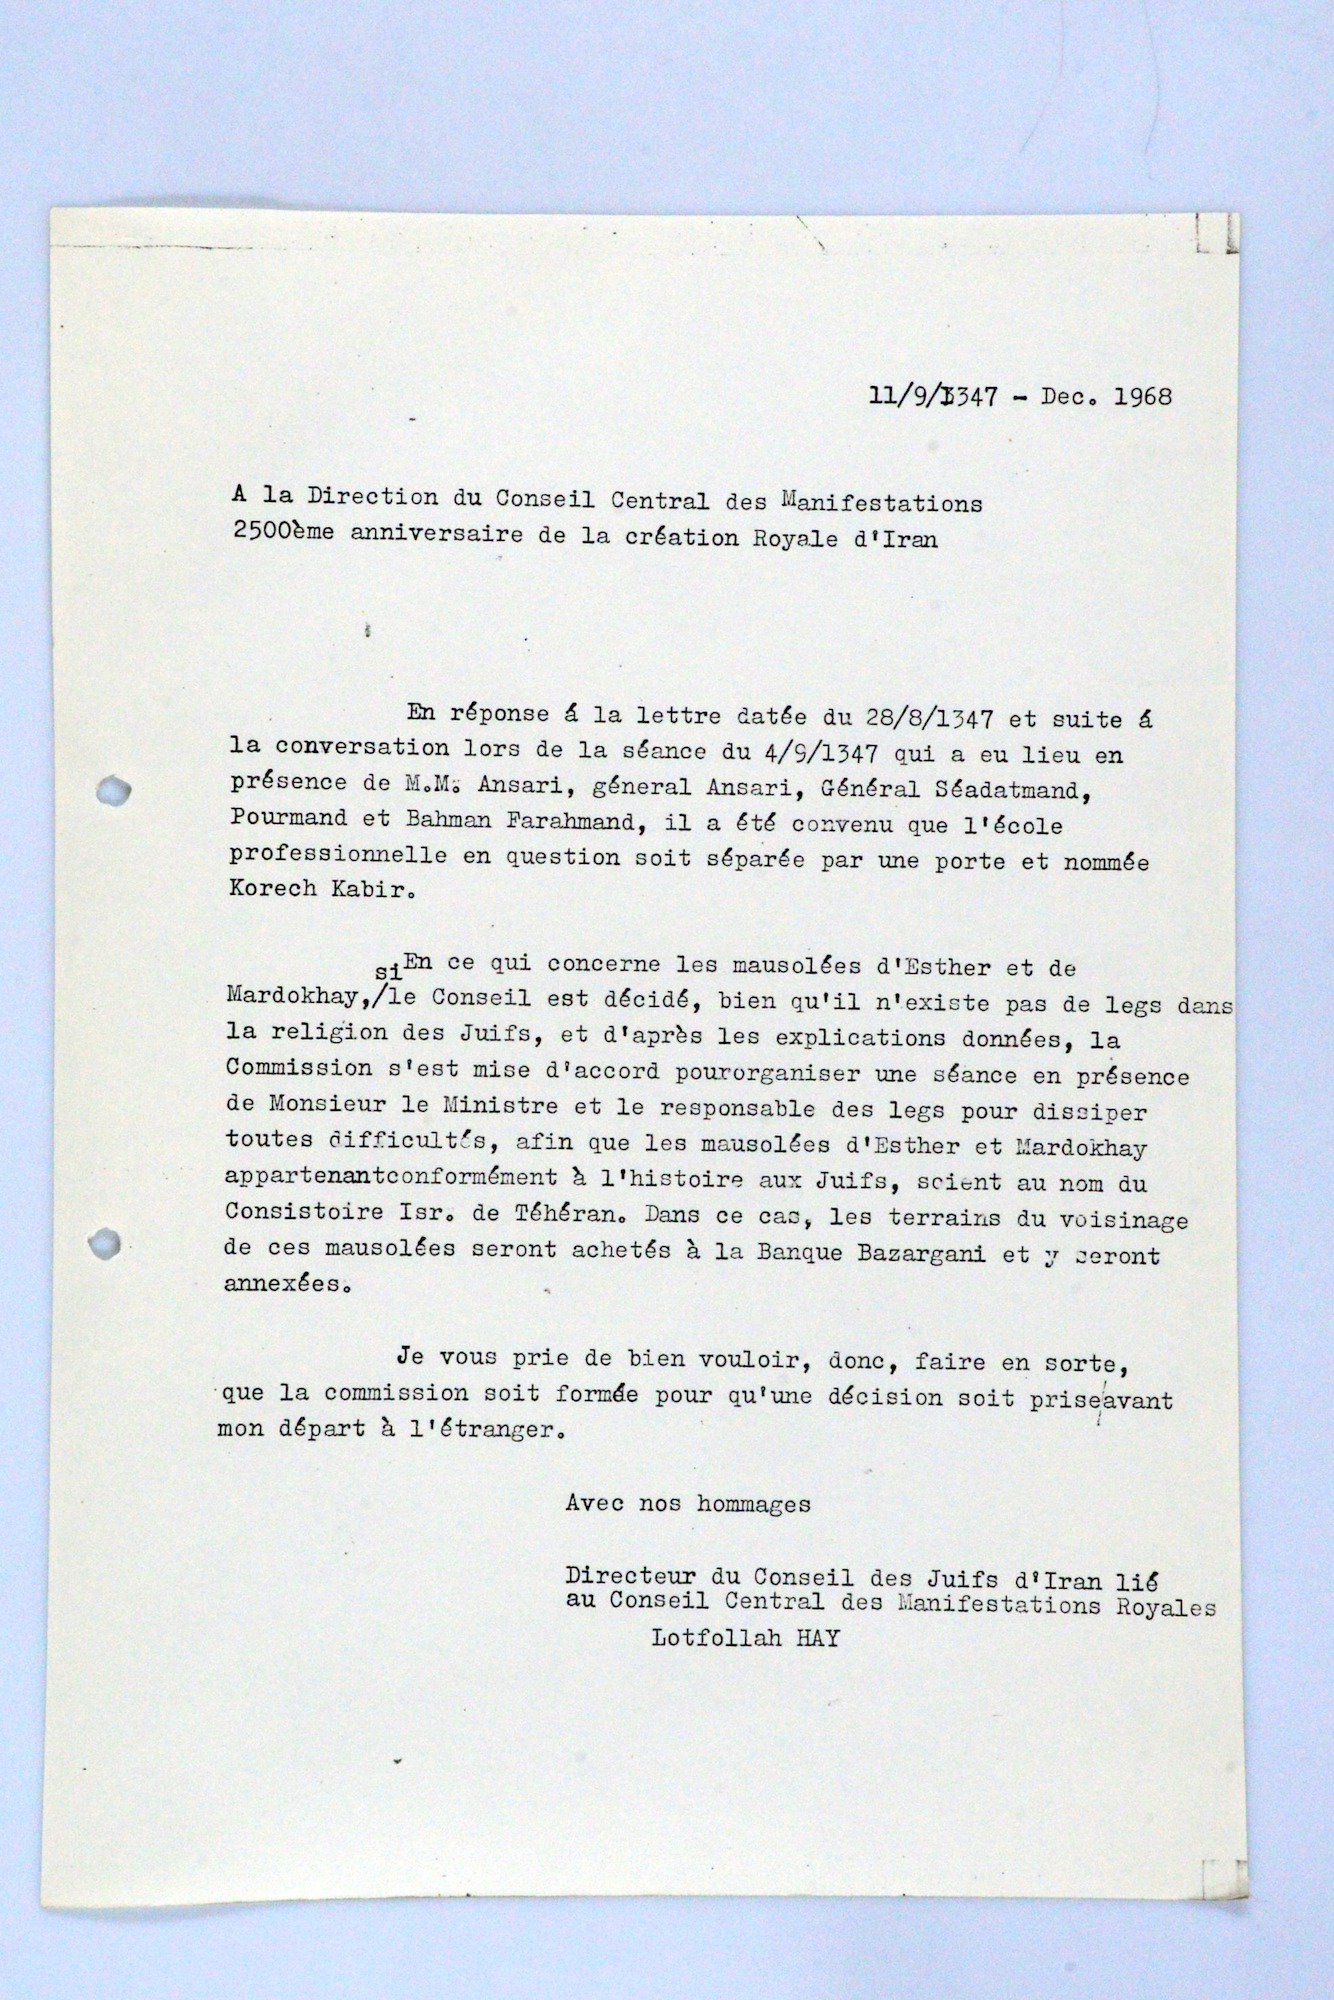 11/9/1347 - Dec. 1968
A la Direction du Conseil Central des Manifestations
2500ème anniversaire de la création Royale d'Iran
En réponse á la lettre datée du 28/8/1347 et suite á
la conversation lors de la séance du 4/9/1347 qui a eu lieu en
présence de M.M. Ansari, géneral Ansari, Général Séadatmand,
Pourmand et Bahman Farahmand, il a été convenu que l'école
professionnelle en question soit séparée par une porte et nommée
Korech Kabir.
En ce qui concerne les mausolées d'Esther et de
si
Mardokhay,/le Conseil est décidé, bien qu'il n'existe pas de legs dans
la religion des Juifs, et d'après les explications données, la
Commission s'est mise d'accord pourorganiser une séance en présence
de Monsieur le Ministre et le responsable des legs pour dissiper
toutes difficultés, afin que les mausolées d'Esther et Mardokhay
appartenantconformément à l'histoire aux Juifs, soient au nom du
Consistoire Isr. de Téhéran. Dans ce cas, les terrains du voisinage
de ces mausolées seront achetés à la Banque Bazargani et y seront
annexées.
Je vous prie de bien vouloir, donc, faire en sorte,
que la commission soit formée pour qu'une décision soit prise/avant
mon départ à l'étranger.
Avec nos hommages
Directeur du Conseil des Juifs d'Iran lié
au Conseil Central des Manifestations Royales
Lotfollah HAY